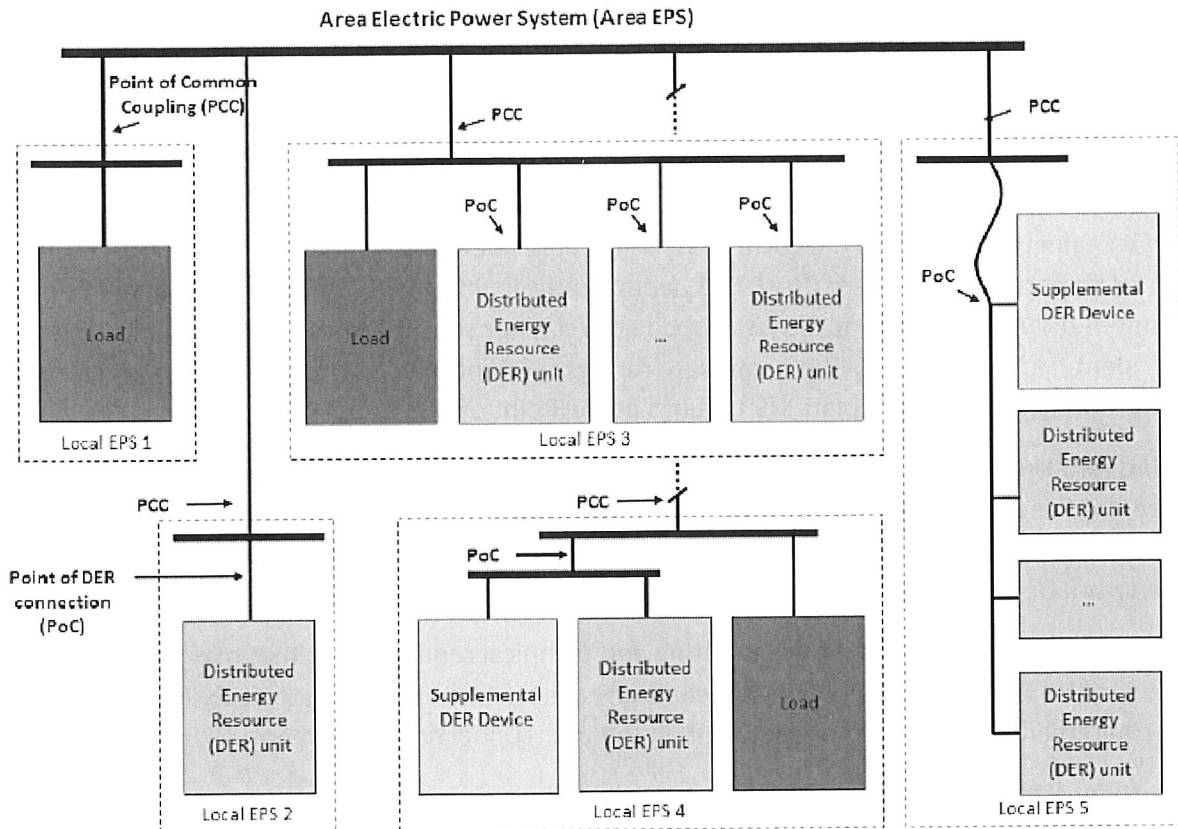 Area Electric Power System (Area EPS)
Point of Common
Coupling (PCC)
Load
Local EPS 1
PCC
PoC
PoC
PoC
Load
Distributed
Energy
Resource
(DER) unit
...
Distributed
Energy
Resource
(DER) unit
Local EPS 3
PCC
PoC
Supplemental
DER Device
Distributed
Energy
Resource
(DER) unit
...
Distributed
Energy
Resource
(DER) unit
Local EPS 5
PCC
Point of DER
connection
(PoC)
Distributed
Energy
Resource
(DER) unit
Local EPS 2
PCC
PoC
Supplemental
DER Device
Distributed
Energy
Resource
(DER) unit
Load
Local EPS 4